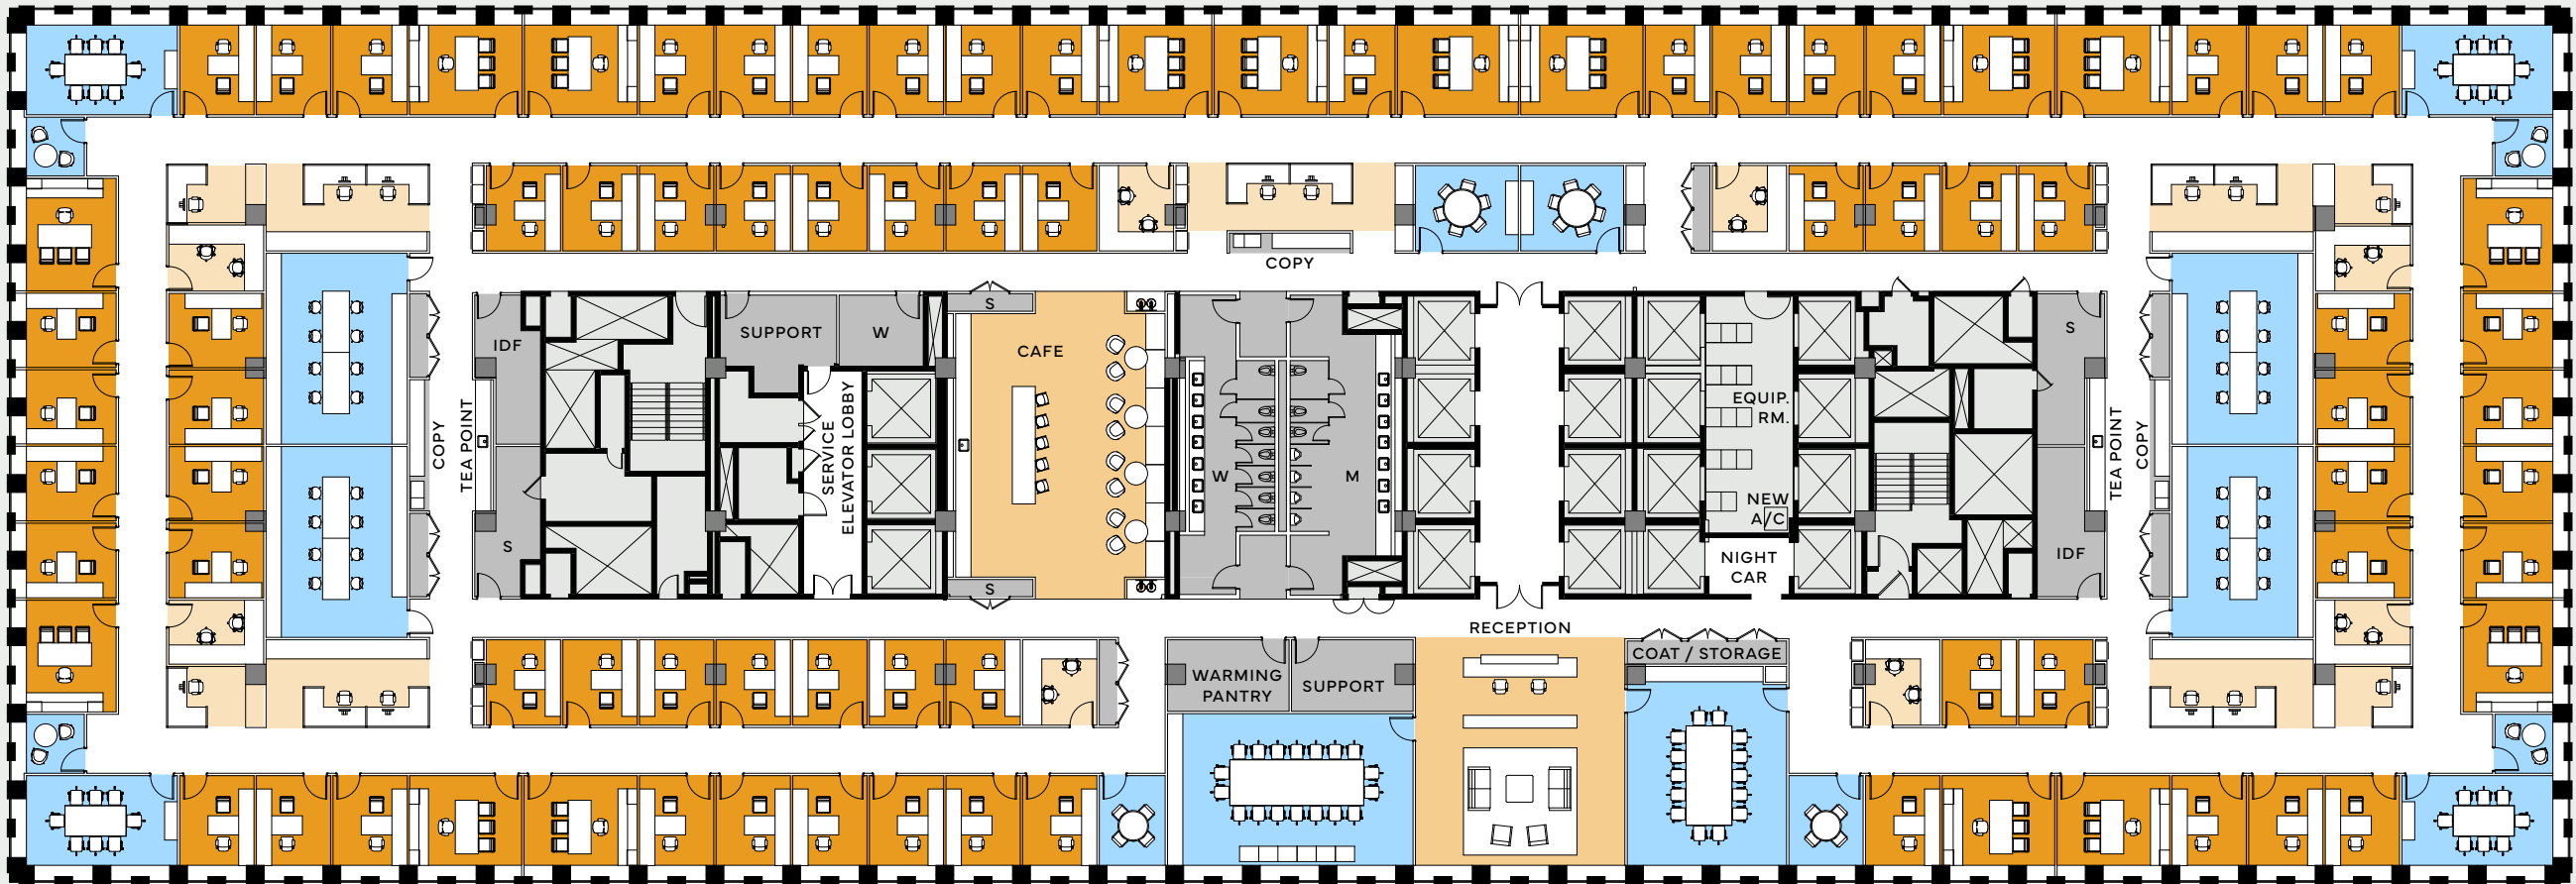 COPY
S
SUPPORT
W
CAFE
IDF
S
EQUIP.
RM.
COPY
TEA POINT
SERVICE
ELEVATOR LOBBY
W
M
TEA POINT
COPY
NEW
A/C
S
IDF
NIGHT
CAR
S
RECEPTION
COAT / STORAGE
WARMING
PANTRY
SUPPORT